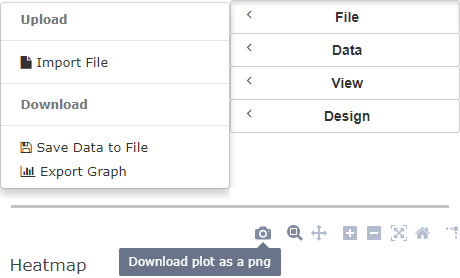 Upload
Import File
Download
Save Data to File
Export Graph
File
Data
View
Design
Download plot as a png
Heatmap